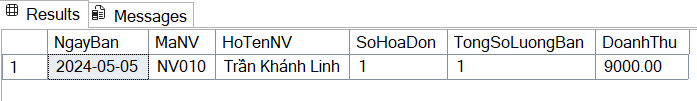 Results Messages
NgayBan MaNV HoTenNV SoHoaDon TongSoLuongBan DoanhThu
1 2024-05-05 NV010 Trần Khánh Linh 1 1 9000.00